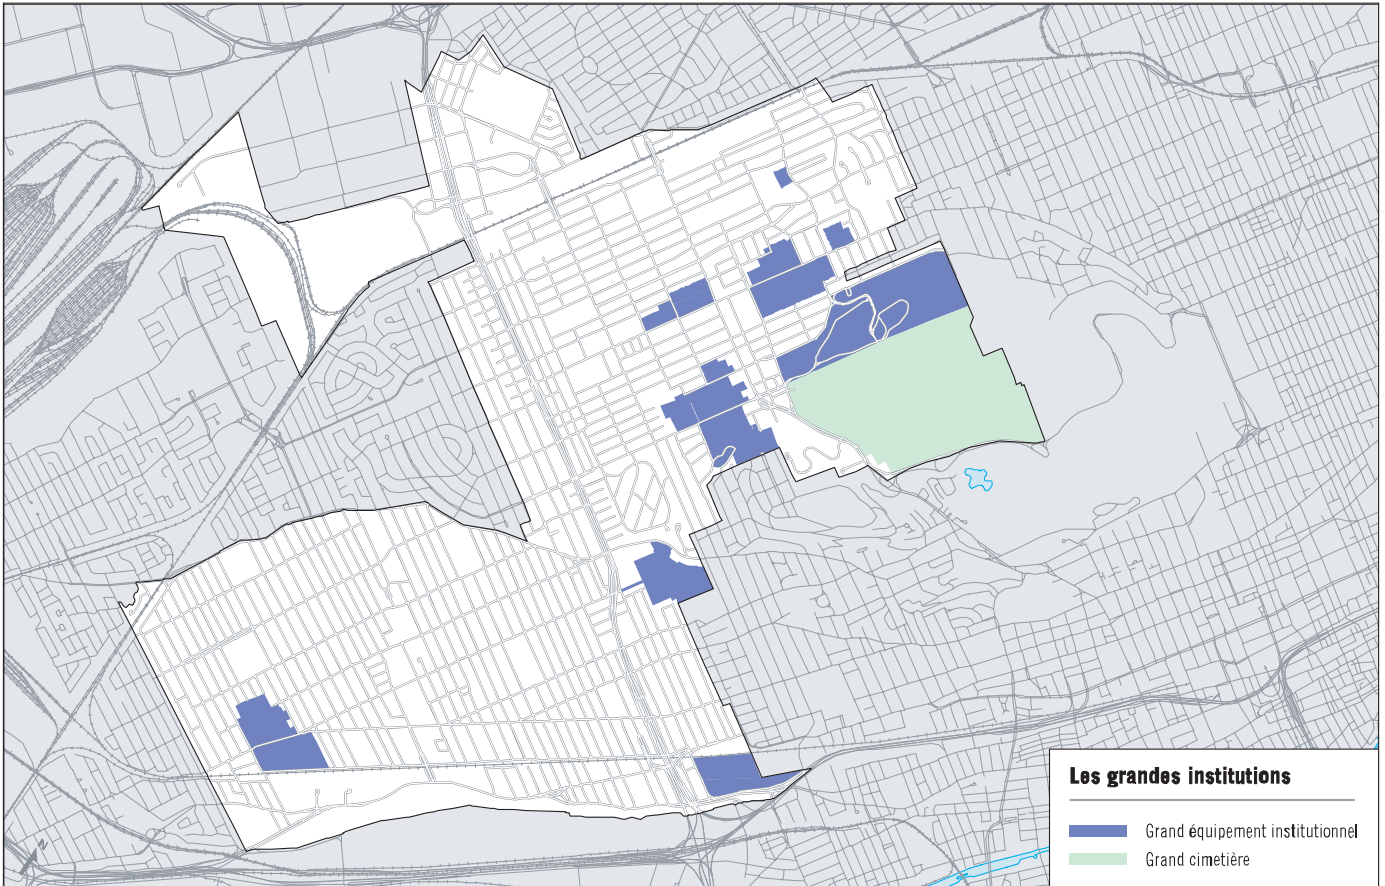 Les grandes institutions
Grand équipement institutionnel
Grand cimetière
N